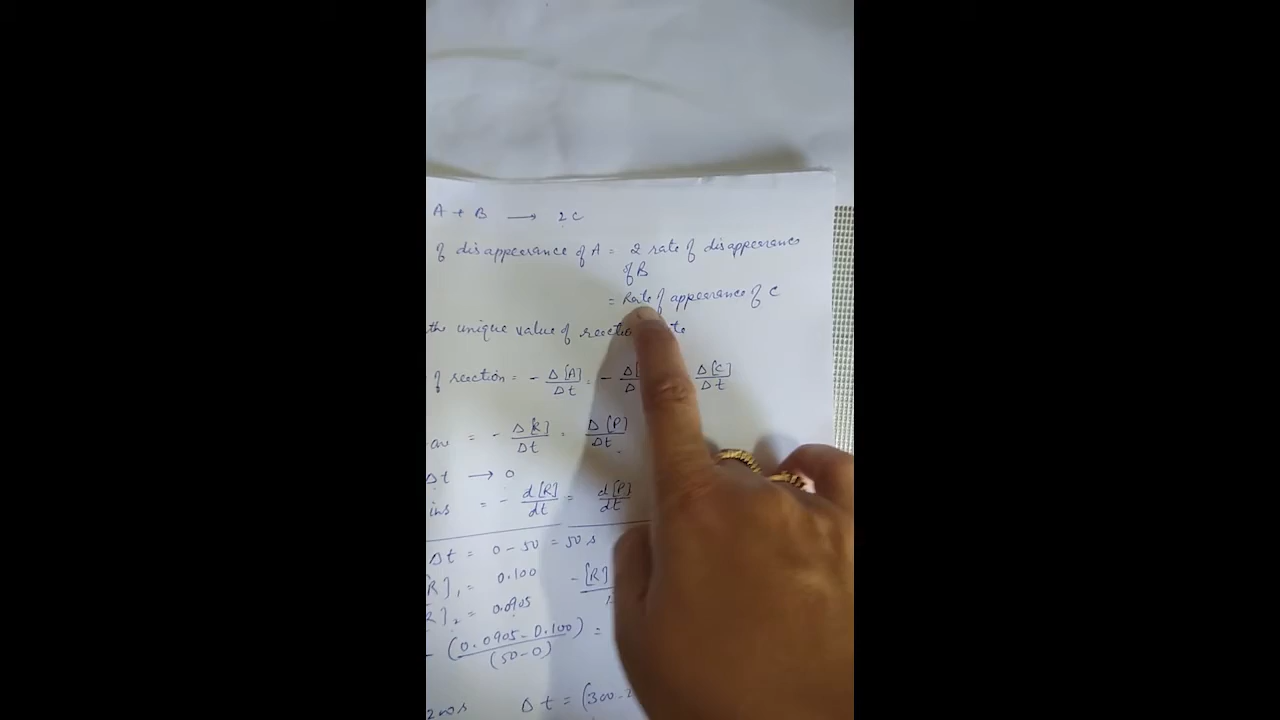 A + B ⟶ 2C
of disappearance of A = 2 rate of disappearance
of B
= Rate of appearance of C
the unique value of
of reaction = - Δ[A]/Δt = - Δ[C]/Δt
av = - Δ[R]/Δt = Δ[P]/Δt
Δt ⟶ 0
ins = - d[R]/dt = d[P]/dt
Δt = 0 - 50 = 50 s
R]₁ = 0.100 -[R]
R]₂ = 0.0905
- (0.0905 - 0.100)/(50 - 0) =
Δt = (300 -